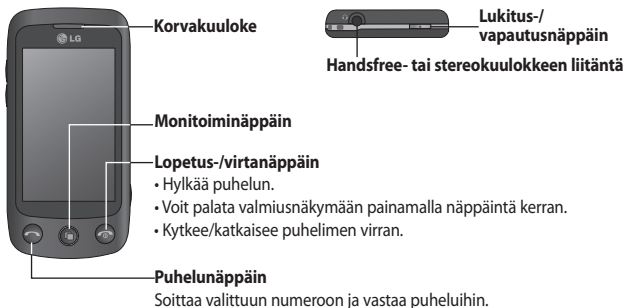 Korvakuuloke
LG
Lukitus-/
vapautusnäppäin
Handsfree- tai stereokuulokkeen liitäntä
Monitoiminäppäin
Lopetus-/virtanäppäin
• Hylkää puhelun.
• Voit palata valmiusnäkymään painamalla näppäintä kerran.
• Kytkee/katkaisee puhelimen virran.
Puhelunäppäin
Soittaa valittuun numeroon ja vastaa puheluihin.